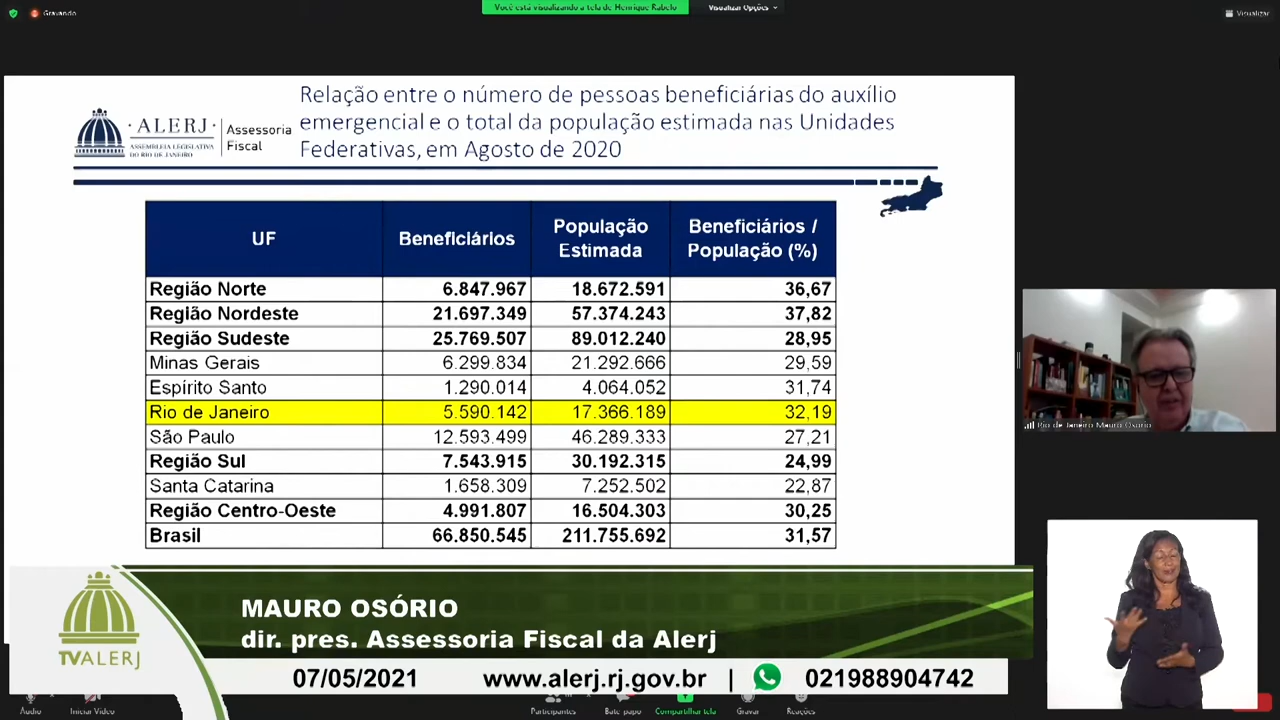 Gravando
Você está visualizando a tela de Henrique Rabelo
Visualizar Opções
Visualizar
ALERJ
ASSEMBLEIA LEGISLATIVA
DO RIO DE JANEIRO
Assessoria
Fiscal
Relação entre o número de pessoas beneficiárias do auxílio
emergencial e o total da população estimada nas Unidades
Federativas, em Agosto de 2020
UF Beneficiários População Estimada Beneficiários / População (%)
Região Norte 6.847.967 18.672.591 36,67
Região Nordeste 21.697.349 57.374.243 37,82
Região Sudeste 25.769.507 89.012.240 28,95
Minas Gerais 6.299.834 21.292.666 29,59
Espírito Santo 1.290.014 4.064.052 31,74
Rio de Janeiro 5.590.142 17.366.189 32,19
São Paulo 12.593.499 46.289.333 27,21
Região Sul 7.543.915 30.192.315 24,99
Santa Catarina 1.658.309 7.252.502 22,87
Região Centro-Oeste 4.991.807 16.504.303 30,25
Brasil 66.850.545 211.755.692 31,57
Rio de Janeiro Mauro Osorio
MAURO OSÓRIO
dir. pres. Assessoria Fiscal da Alerj
TVALERJ
07/05/2021 www.alerj.rj.gov.br | 021988904742
Áudio Iniciar Vídeo Participantes Bate-papo Compartilhar tela Gravar Reações